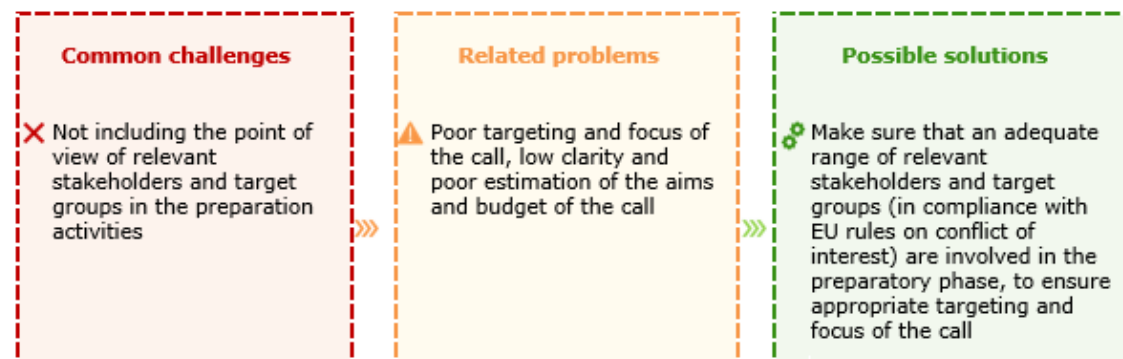 Common challenges
Not including the point of
view of relevant
stakeholders and target
groups in the preparation
activities
Related problems
Poor targeting and focus of
the call, low clarity and
poor estimation of the aims
and budget of the call
Possible solutions
Make sure that an adequate
range of relevant
stakeholders and target
groups (in compliance with
EU rules on conflict of
interest) are involved in the
preparatory phase, to ensure
appropriate targeting and
focus of the call